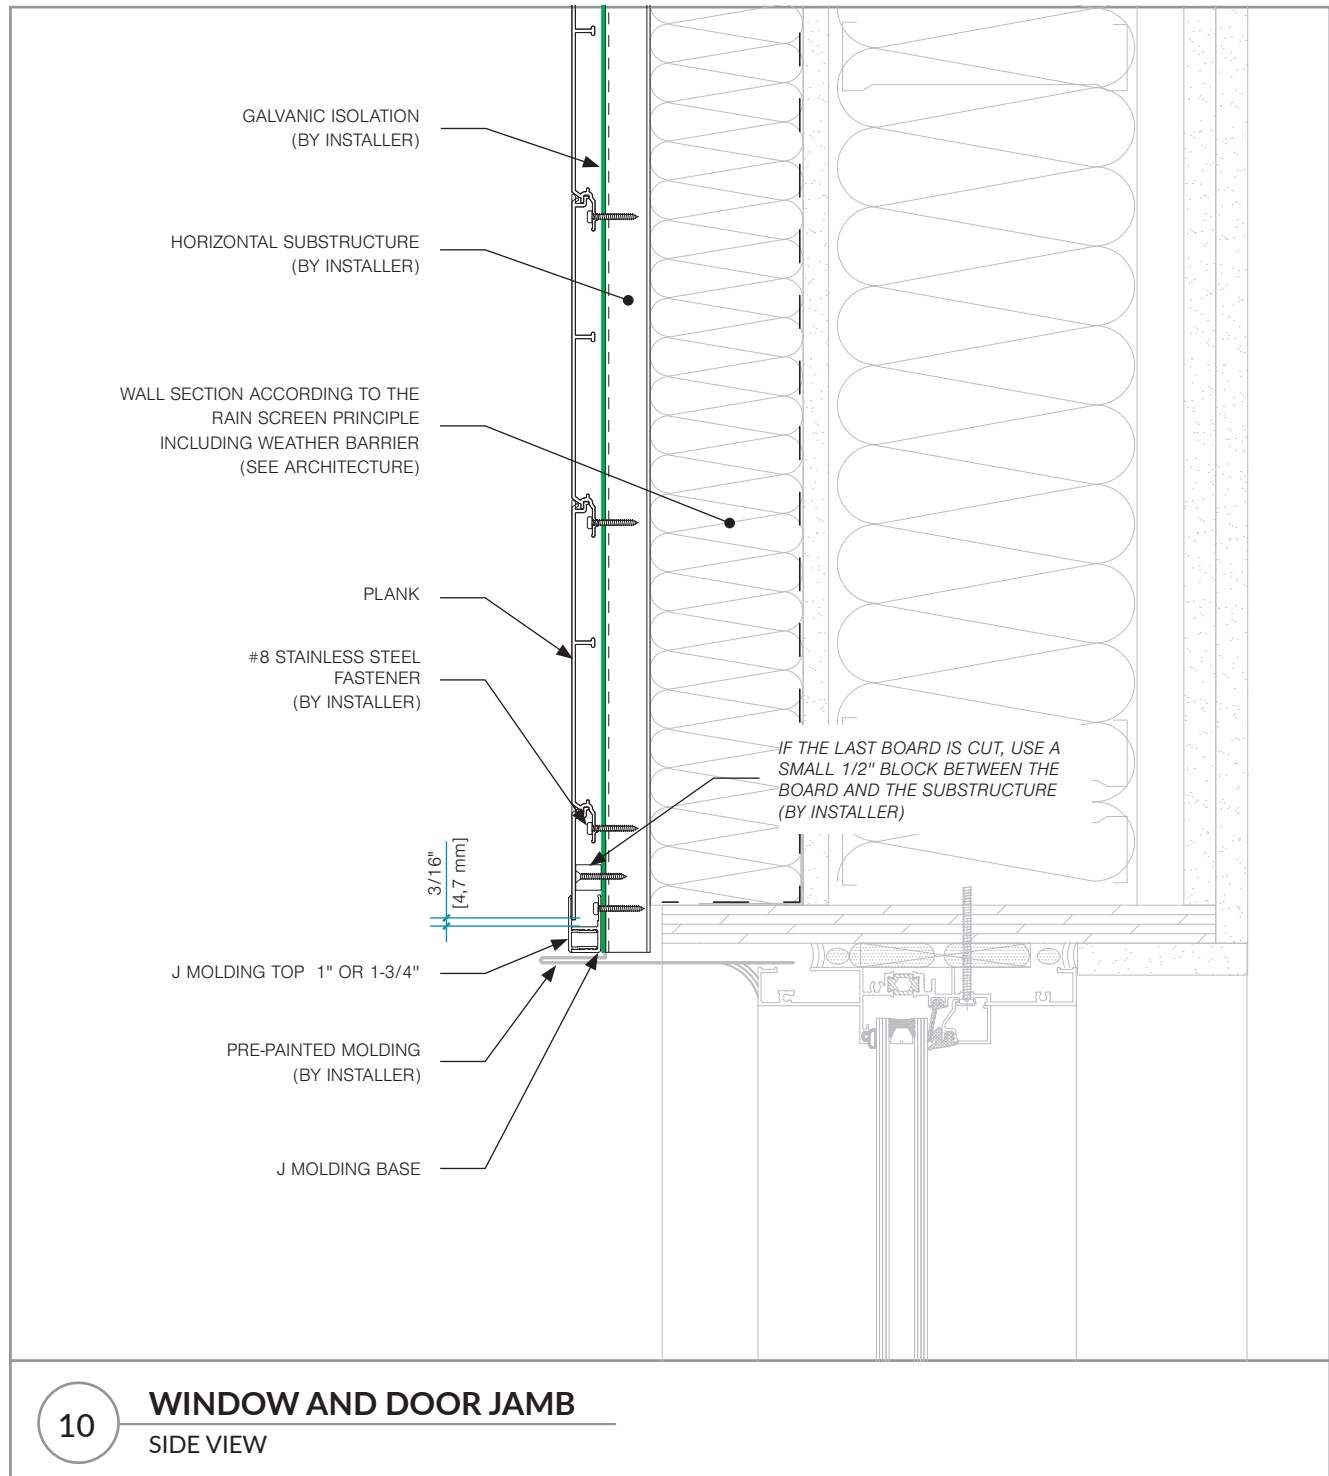 GALVANIC ISOLATION
(BY INSTALLER)
HORIZONTAL SUBSTRUCTURE
(BY INSTALLER)
WALL SECTION ACCORDING TO THE
RAIN SCREEN PRINCIPLE
INCLUDING WEATHER BARRIER
(SEE ARCHITECTURE)
PLANK
#8 STAINLESS STEEL
FASTENER
(BY INSTALLER)
IF THE LAST BOARD IS CUT, USE A
SMALL 1/2" BLOCK BETWEEN THE
BOARD AND THE SUBSTRUCTURE
(BY INSTALLER)
3/16"
[4,7 mm]
J MOLDING TOP 1" OR 1-3/4"
PRE-PAINTED MOLDING
(BY INSTALLER)
J MOLDING BASE
10
WINDOW AND DOOR JAMB
SIDE VIEW